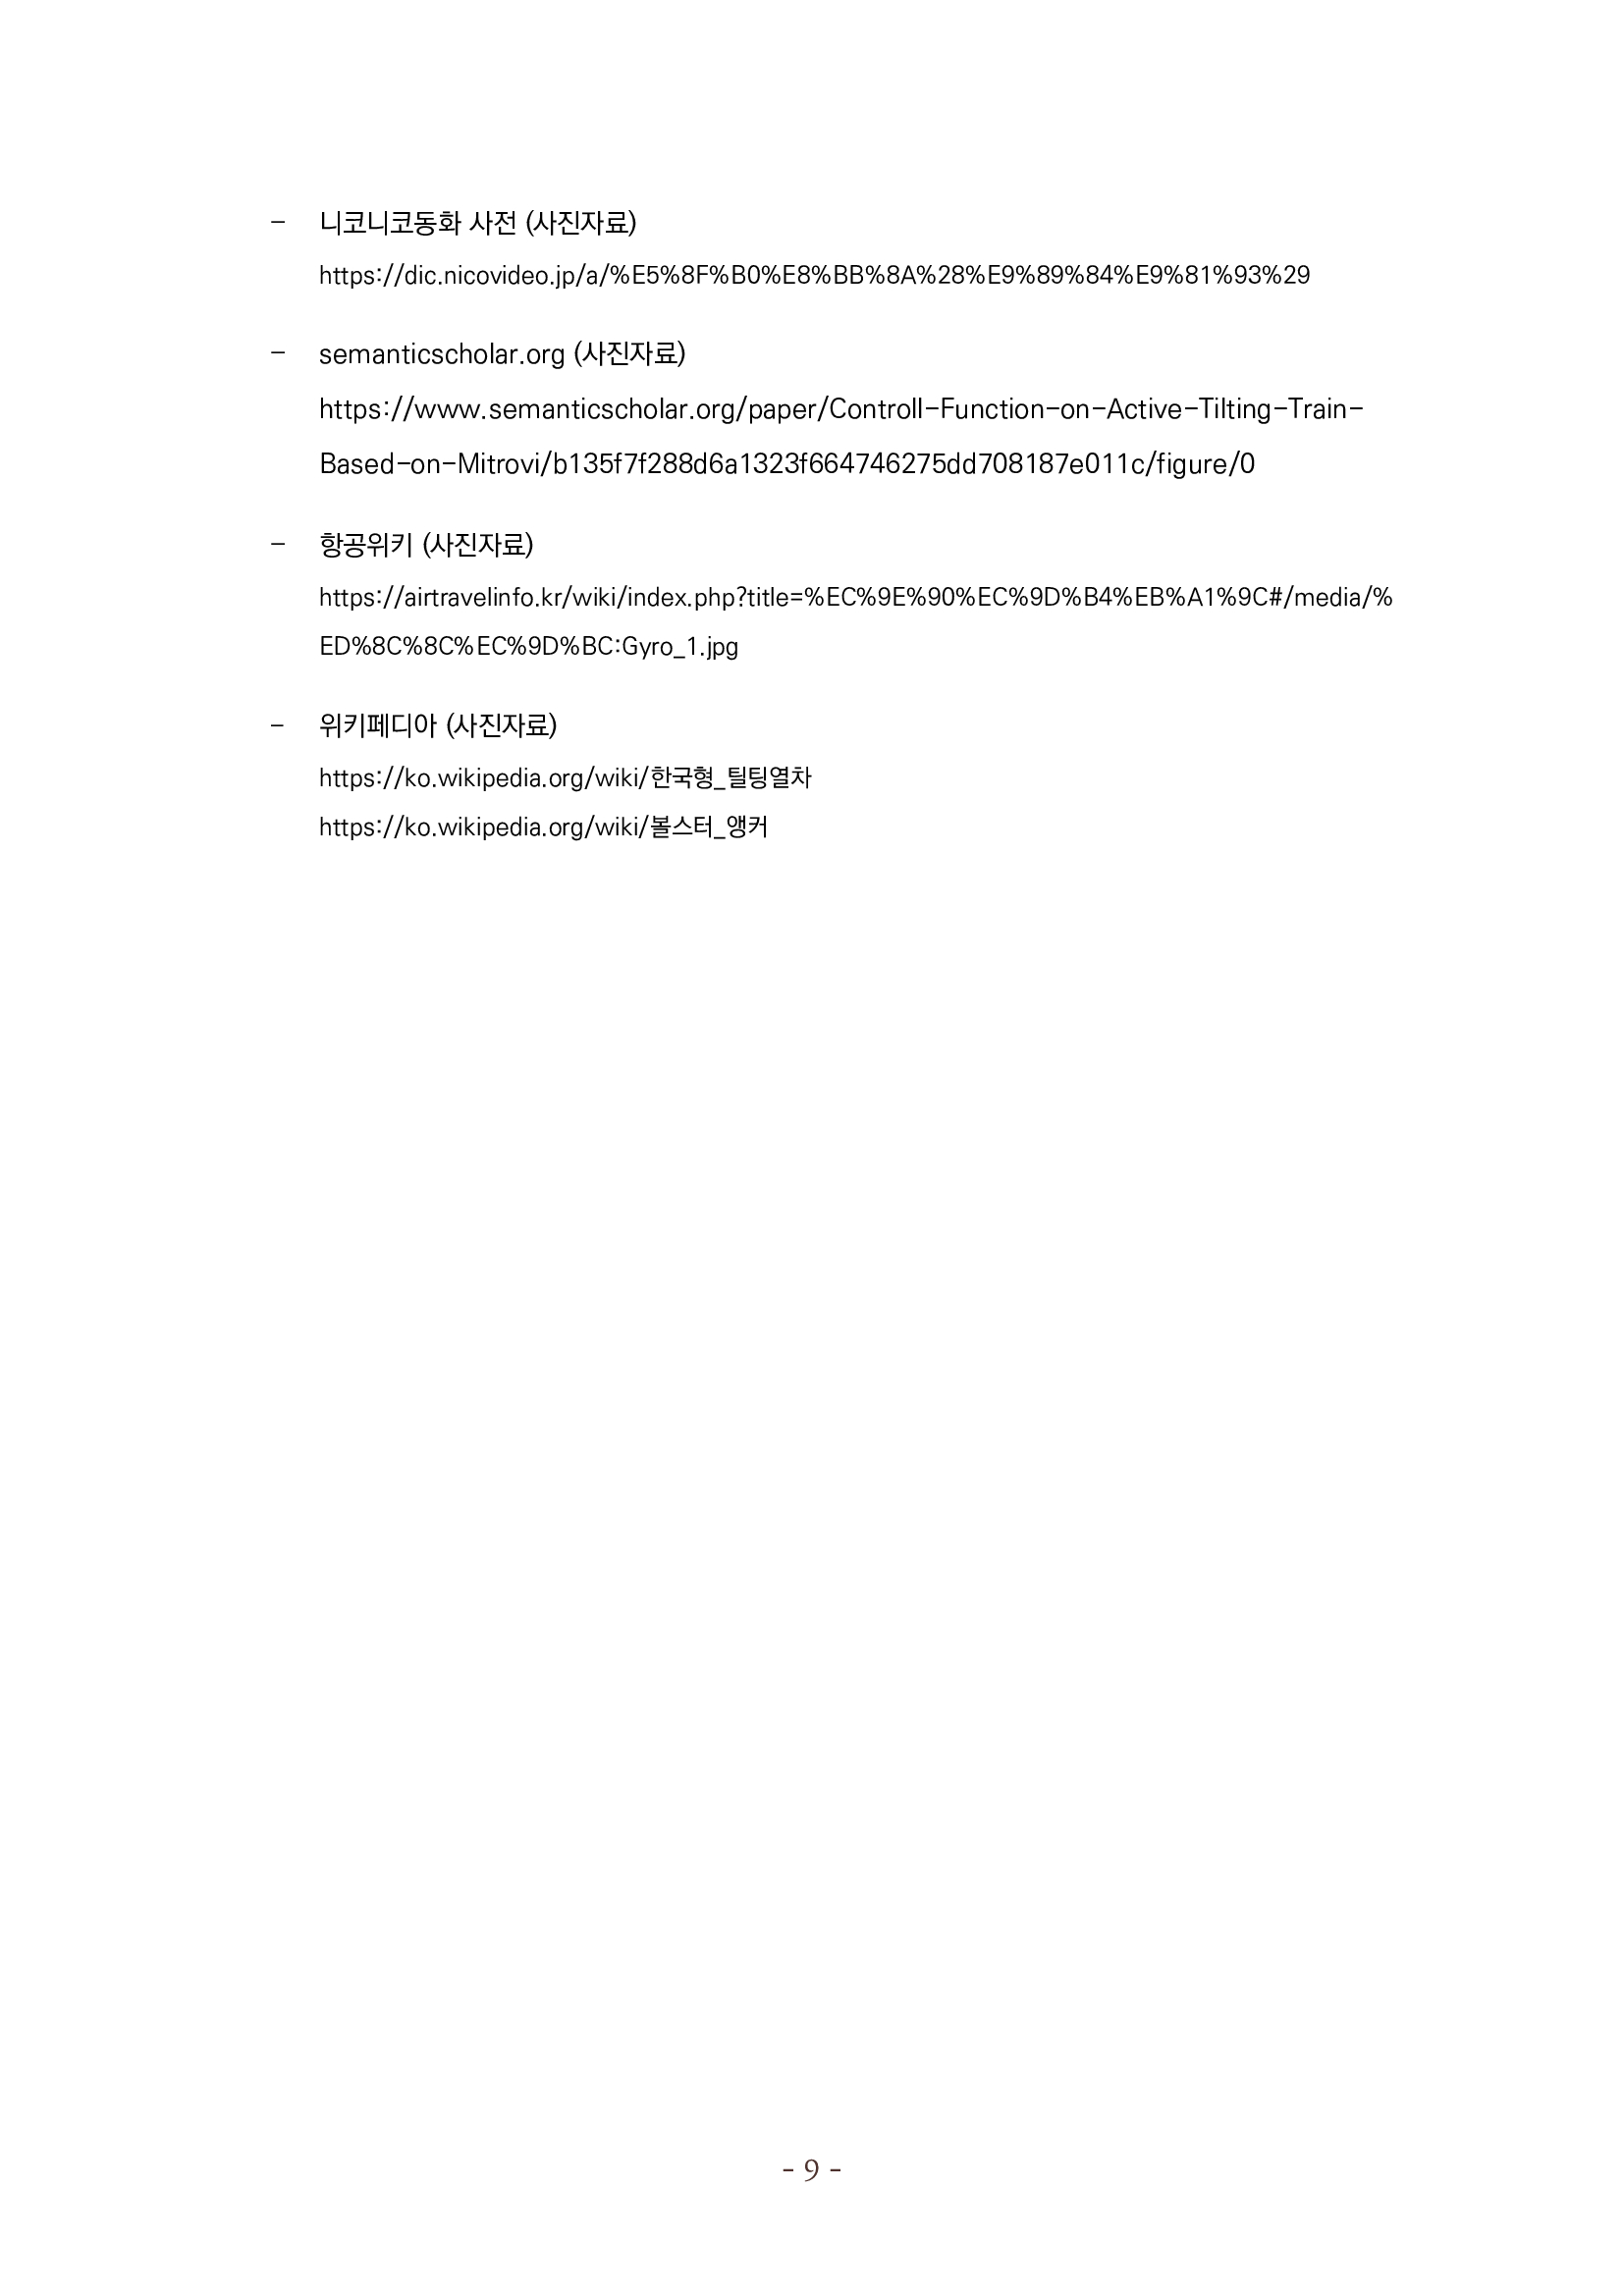 - 니코니코동화 사전 (사진자료)
https://dic.nicovideo.jp/a/%E5%8F%B0%E8%BB%8A%28%E9%89%84%E9%81%93%29
- semanticscholar.org (사진자료)
https://www.semanticscholar.org/paper/Controll-Function-on-Active-Tilting-Train-
Based-on-Mitrovi/b135f7f288d6a1323f664746275dd708187e011c/figure/0
- 항공위키 (사진자료)
https://airtravelinfo.kr/wiki/index.php?title=%EC%9E%90%EC%9D%B4%EB%A1%9C#/media/%
ED%8C%8C%EC%9D%BC:Gyro_1.jpg
- 위키페디아 (사진자료)
https://ko.wikipedia.org/wiki/한국형_틸팅열차
https://ko.wikipedia.org/wiki/볼스터_앵커
- 9 -